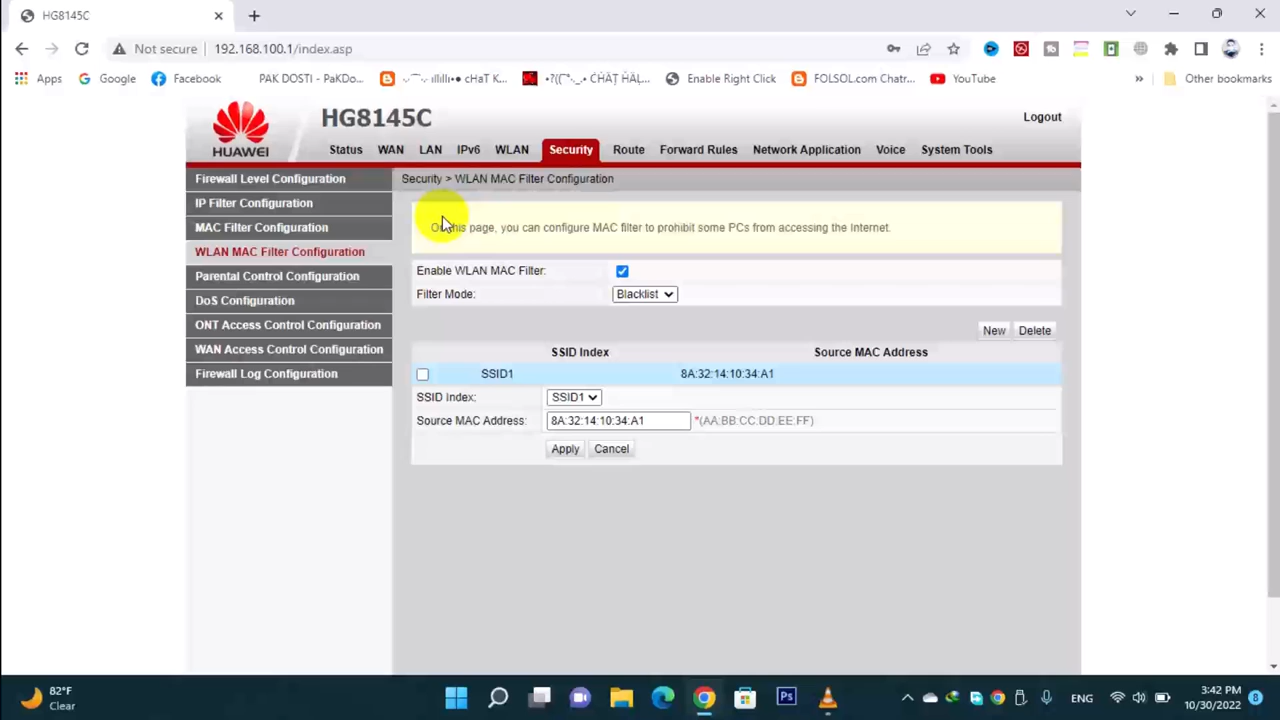 HG8145C
Not secure
192.168.100.1/index.asp
Apps
Google
Facebook
PAK DOSTI - PaKDo...
Enable Right Click
FOLSOL.com Chatr...
YouTube
»
Other bookmarks
HUAWEI
HG8145C
Logout
Status WAN LAN IPv6 WLAN Security Route Forward Rules Network Application Voice System Tools
Firewall Level Configuration
IP Filter Configuration
MAC Filter Configuration
WLAN MAC Filter Configuration
Parental Control Configuration
DoS Configuration
ONT Access Control Configuration
WAN Access Control Configuration
Firewall Log Configuration
Security > WLAN MAC Filter Configuration
On this page, you can configure MAC filter to prohibit some PCs from accessing the Internet.
Enable WLAN MAC Filter:
Filter Mode: Blacklist
New Delete
SSID Index Source MAC Address
SSID1 8A:32:14:10:34:A1
SSID Index: SSID1
Source MAC Address: 8A:32:14:10:34:A1 *(AA:BB:CC:DD:EE:FF)
Apply Cancel
82°F
Clear
Ps
ENG
3:42 PM
10/30/2022
8